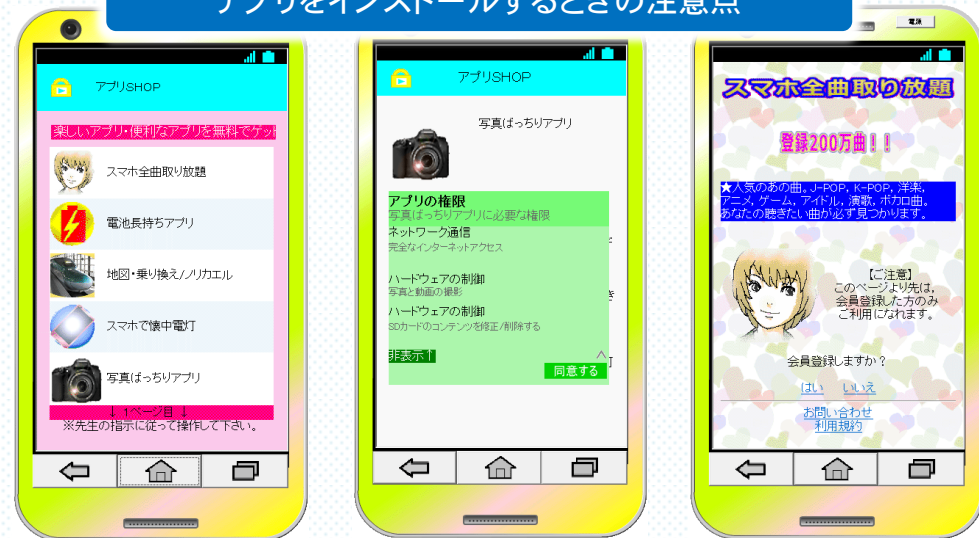 アプリをインストールするときの注意点
アプリSHOP
楽しいアプリ・便利なアプリを無料でゲッ
スマホ全曲取り放題
電池長持ちアプリ
地図・乗り換え/ノリカエル
スマホで懐中電灯
写真ばっちりアプリ
↓ 1ページ目 ↓
※先生の指示に従って操作して下さい。
アプリSHOP
写真ばっちりアプリ
アプリの権限
写真ばっちりアプリに必要な権限
ネットワーク通信
完全なインターネットアクセス
ハードウェアの制御
写真と動画の撮影
ハードウェアの制御
SDカードのコンテンツを修正/削除する
非表示↑
同意する
電源
スマホ全曲取り放題
登録200万曲！！
★人気のあの曲。J-POP，K-POP，洋楽，
アニメ，ゲーム，アイドル，演歌，ボカロ曲。
あなたの聴きたい曲が必ず見つかります。
【ご注意】
このページより先は，
会員登録した方のみ
ご利用になれます。
会員登録しますか？
はい いいえ
お問い合わせ
利用規約